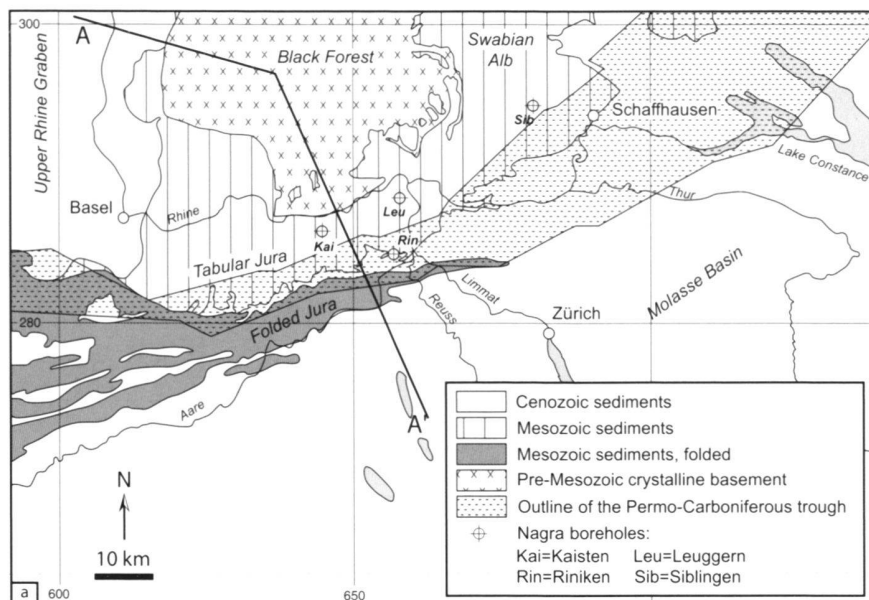 300
A
Black Forest
Swabian
Alb
Upper Rhine Graben
Sib
Schaffhausen
Lake Constance
Basel
Rhine
Leu
Thur
Kai
Rin
Tabular Jura
Molasse Basin
280
Folded Jura
Limmat
Reuss
Zürich
Aare
A'
N
10 km
Cenozoic sediments
Mesozoic sediments
Mesozoic sediments, folded
Pre-Mesozoic crystalline basement
Outline of the Permo-Carboniferous trough
Nagra boreholes:
Kai=Kaisten Leu=Leuggern
Rin=Riniken Sib=Siblingen
a
600
650